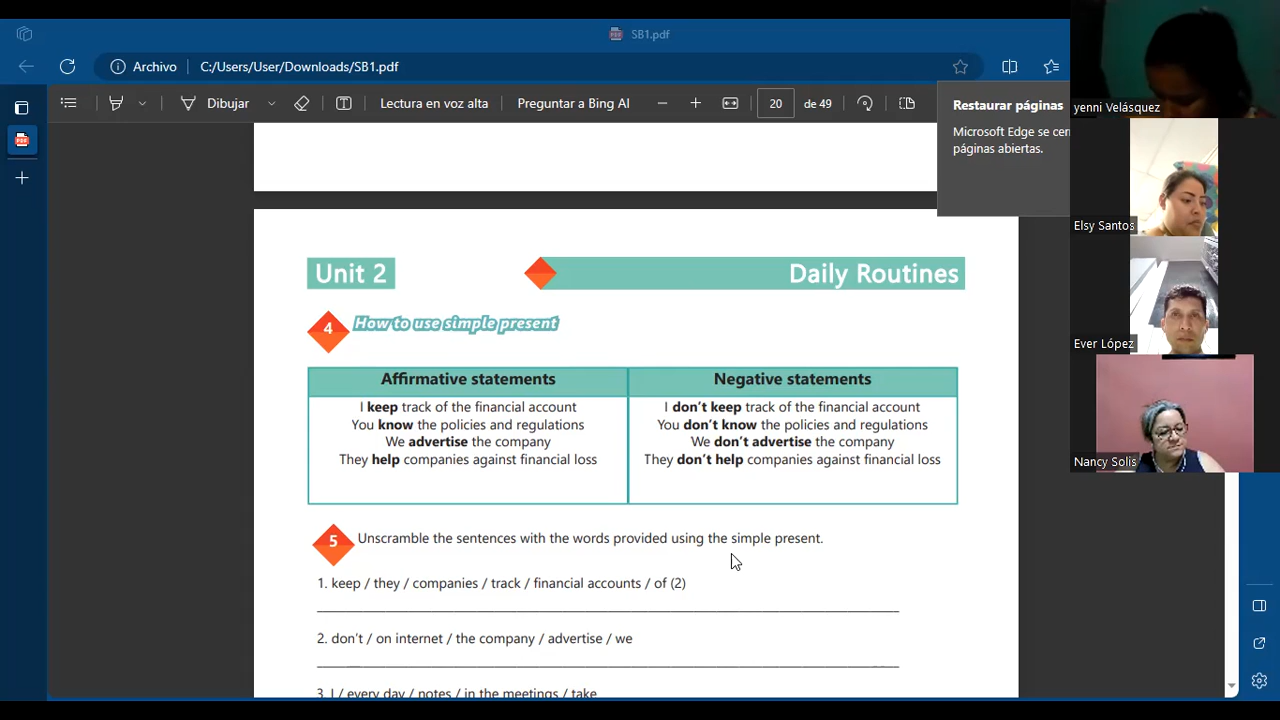 SB1.pdf
Archivo
C:/Users/User/Downloads/SB1.pdf
Dibujar
Lectura en voz alta
Preguntar a Bing AI
20
de 49
Restaurar páginas
Microsoft Edge se cer
páginas abiertas.
yenni Velásquez
Elsy Santos
Ever López
Nancy Solis
Unit 2
Daily Routines
4
How to use simple present
Affirmative statements
I keep track of the financial account
You know the policies and regulations
We advertise the company
They help companies against financial loss
Negative statements
I don't keep track of the financial account
You don't know the policies and regulations
We don't advertise the company
They don't help companies against financial loss
5
Unscramble the sentences with the words provided using the simple present.
1. keep / they / companies / track / financial accounts / of (2)
2. don't / on internet / the company / advertise / we
3. I / every day / notes / in the meetings / take